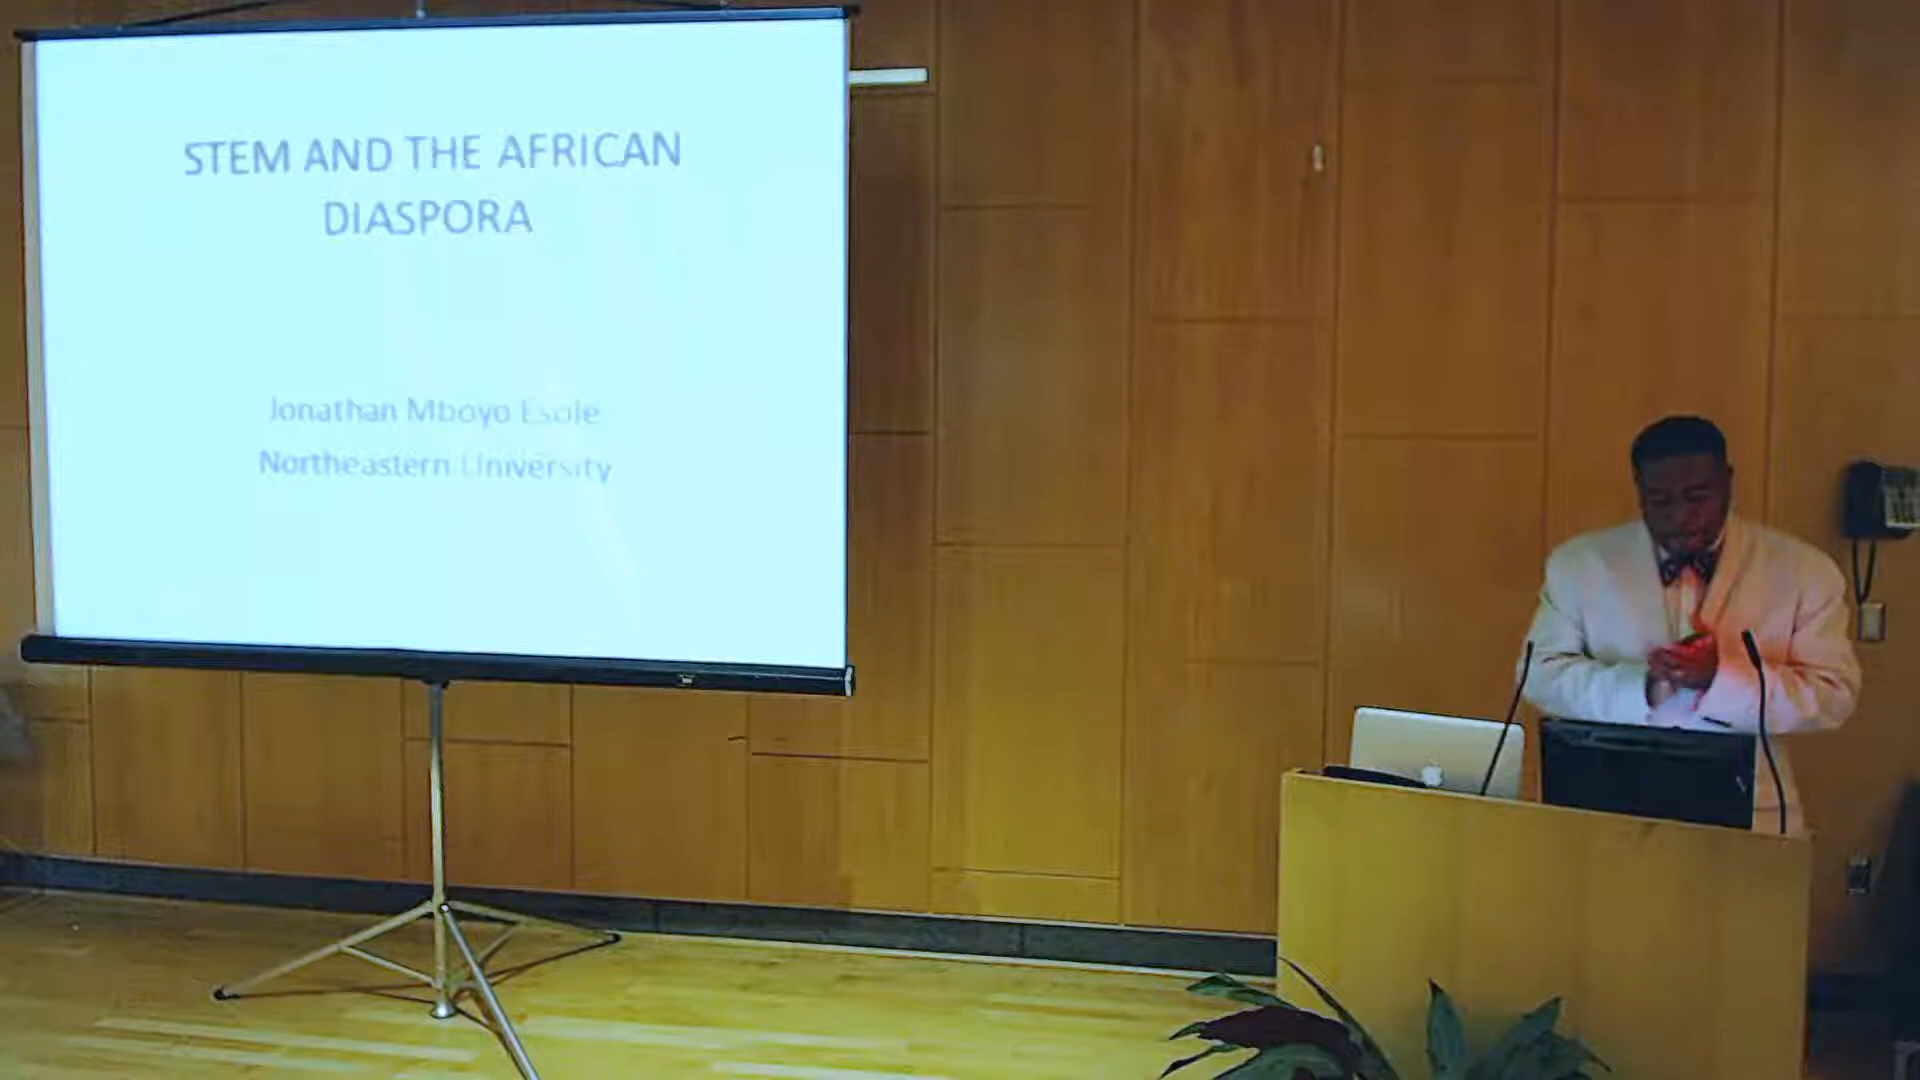 STEM AND THE AFRICAN
DIASPORA
Jonathan Mboyo Esole
Northeastern University